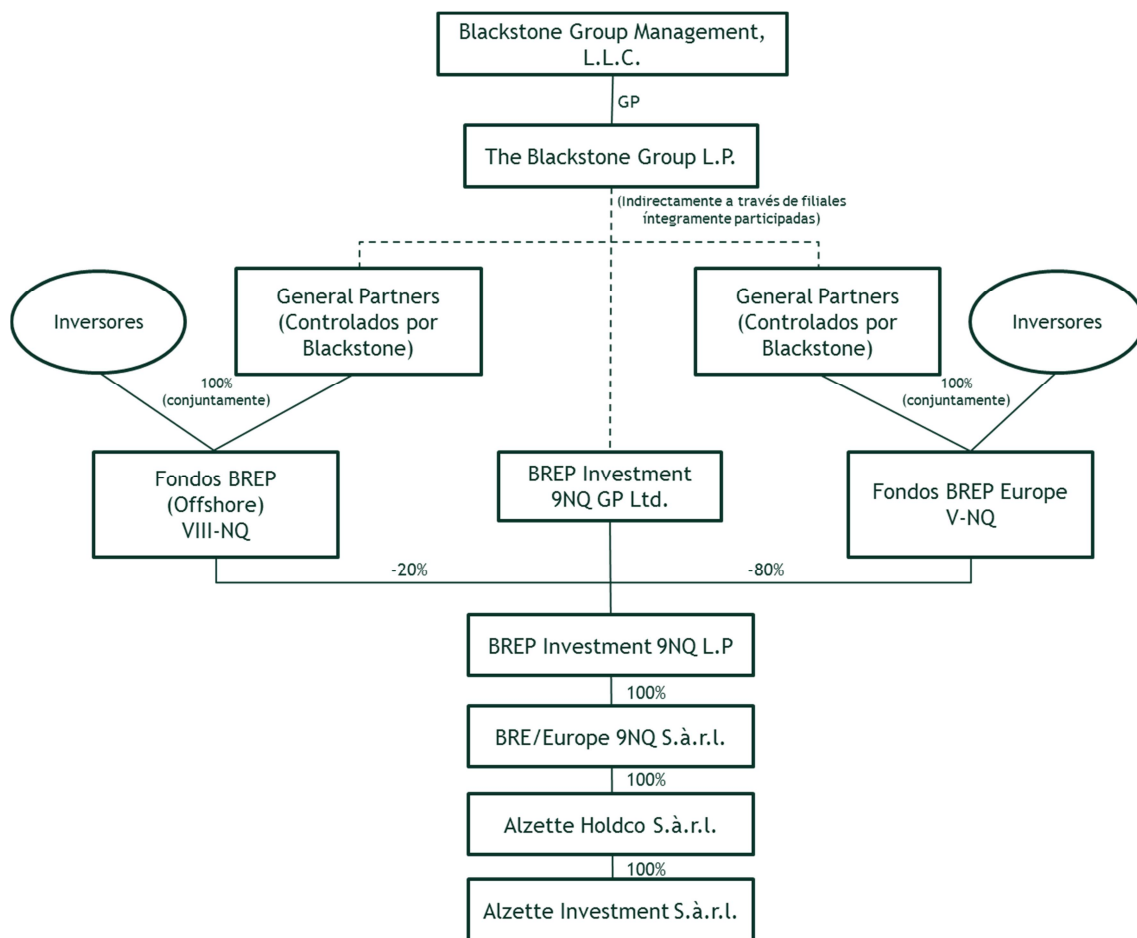 Blackstone Group Management,
L.L.C.
GP
The Blackstone Group L.P.
(Indirectamente a través de filiales
íntegramente participadas)
Inversores
General Partners
(Controlados por
Blackstone)
General Partners
(Controlados por
Blackstone)
Inversores
100%
(conjuntamente)
100%
(conjuntamente)
Fondos BREP
(Offshore)
VIII-NQ
BREP Investment
9NQ GP Ltd.
Fondos BREP Europe
V-NQ
-20%
-80%
BREP Investment 9NQ L.P
100%
BRE/Europe 9NQ S.à.r.l.
100%
Alzette Holdco S.à.r.l.
100%
Alzette Investment S.à.r.l.